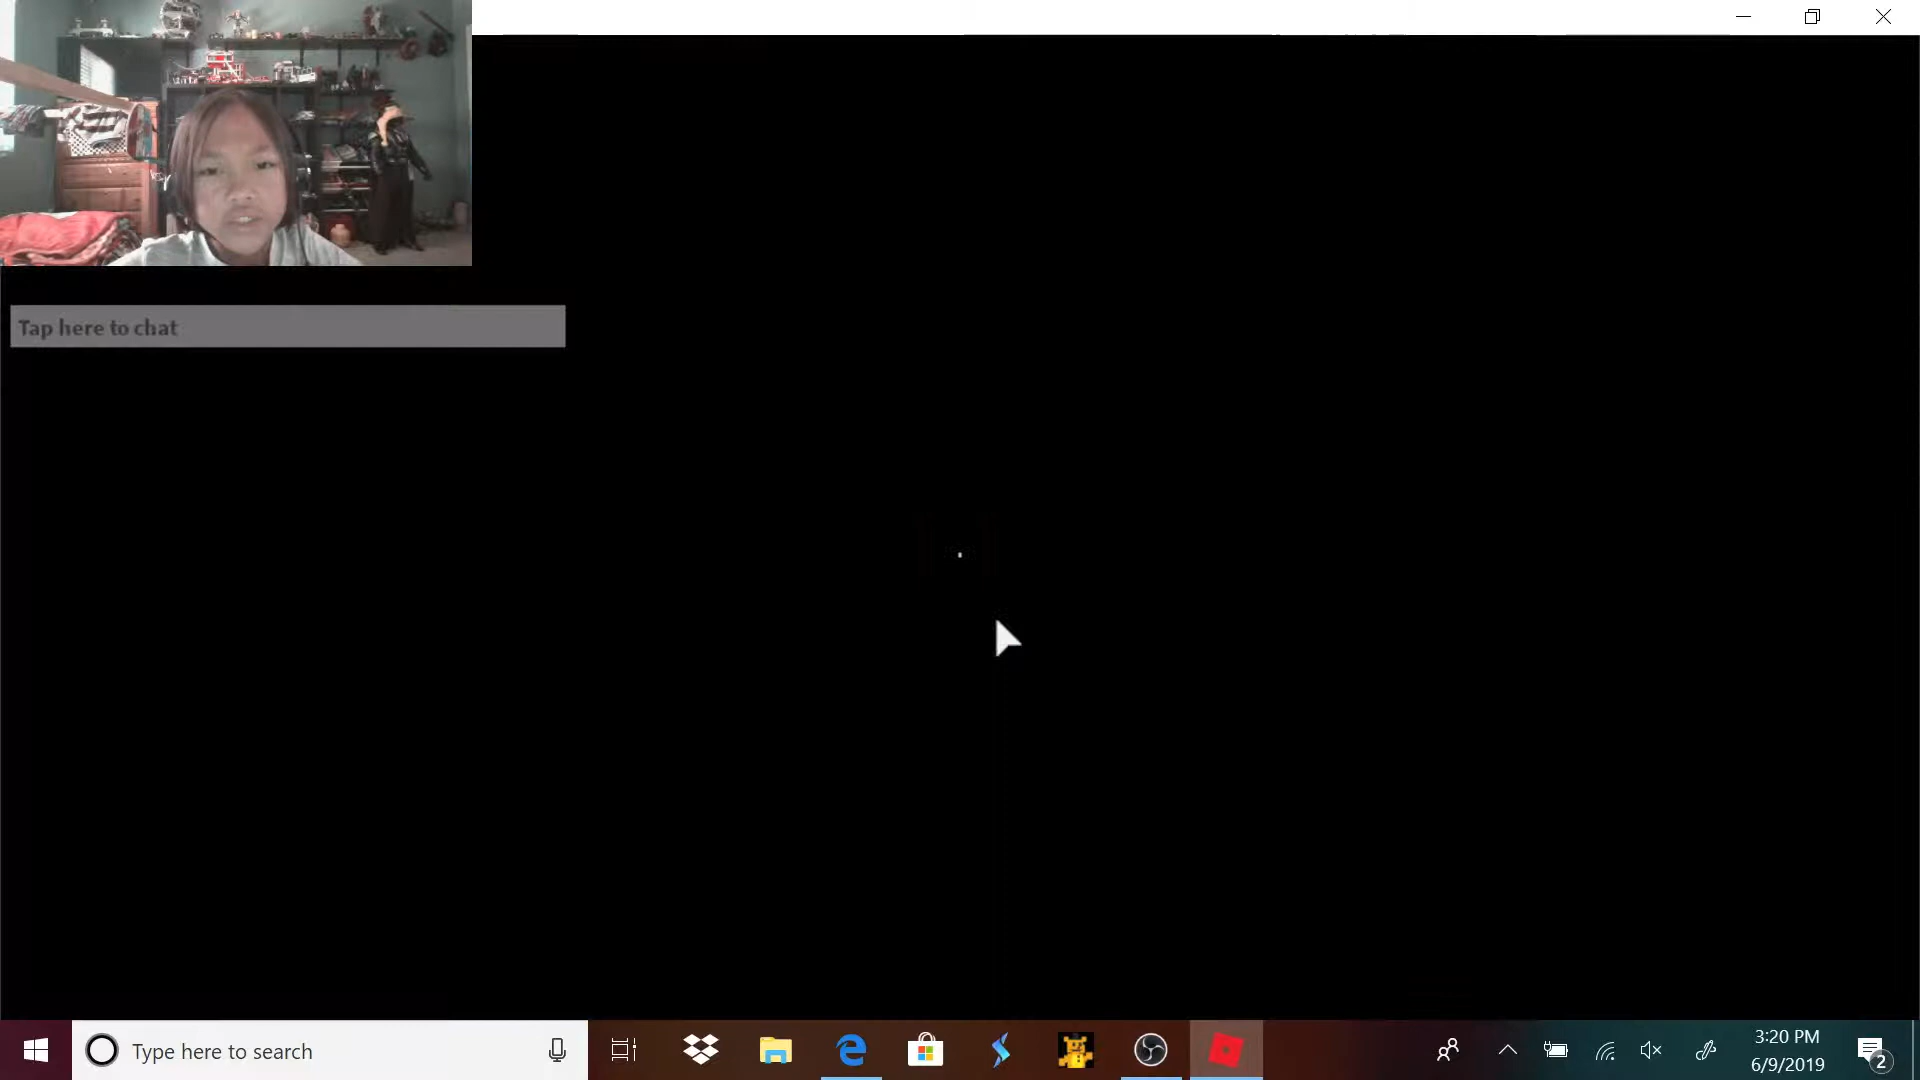 Tap here to chat
Type here to search
3:20 PM
6/9/2019
2